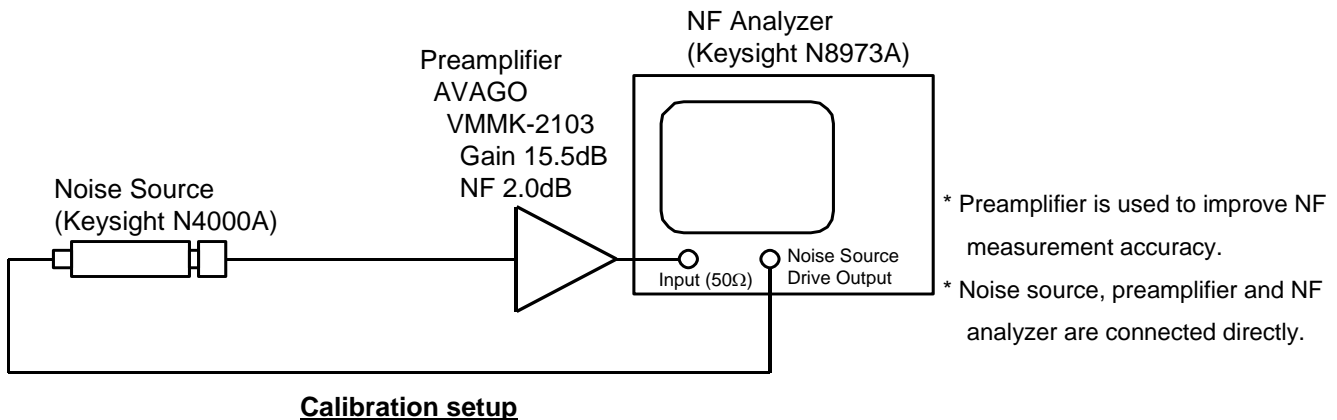 NF Analyzer
(Keysight N8973A)
Preamplifier
AVAGO
VMMK-2103
Gain 15.5dB
NF 2.0dB
Noise Source
(Keysight N4000A)
Input (50Ω)
Noise Source
Drive Output
* Preamplifier is used to improve NF
measurement accuracy.
* Noise source, preamplifier and NF
analyzer are connected directly.
Calibration setup